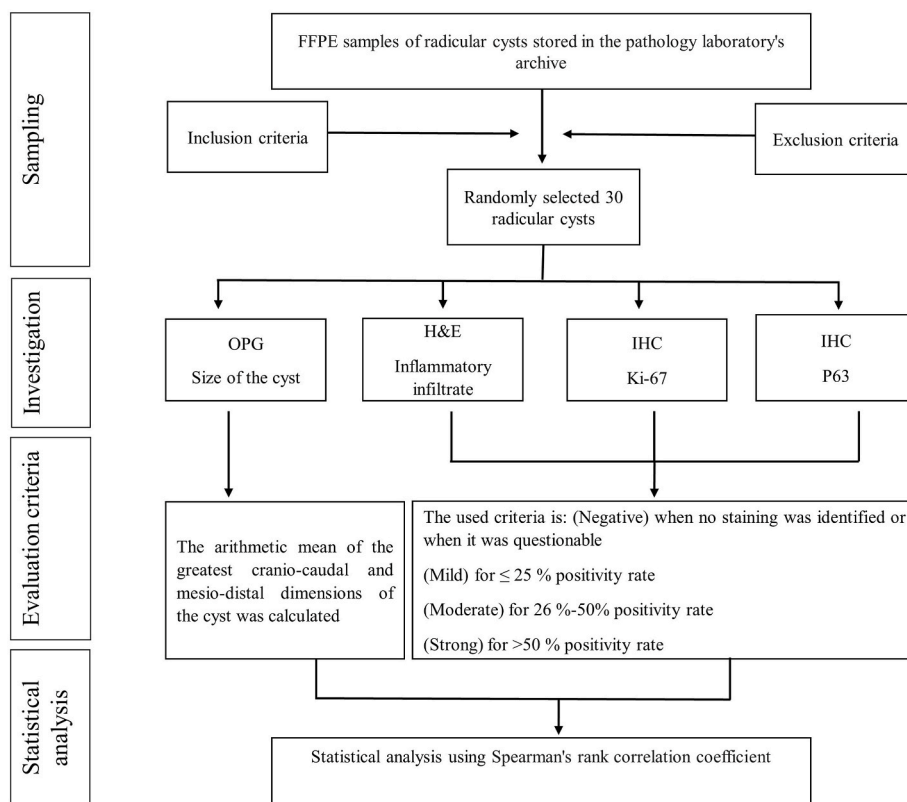 Sampling
FFPE samples of radicular cysts stored in the pathology laboratory's
archive
Inclusion
criteria
Exclusion
criteria
Randomly selected 30
radicular cysts
Investigation
OPG
Size of the cyst
H&E
Inflammatory
infiltrate
IHC
Ki-67
IHC
P63
Evaluation criteria
The arithmetic mean of the
greatest cranio-caudal and
mesio-distal dimensions of
the cyst was calculated
The used criteria is: (Negative) when no staining was identified or
when it was questionable
(Mild) for ≤ 25 % positivity rate
(Moderate) for 26 %-50% positivity rate
(Strong) for >50 % positivity rate
Statistical
analysis
Statistical analysis using Spearman's rank correlation coefficient